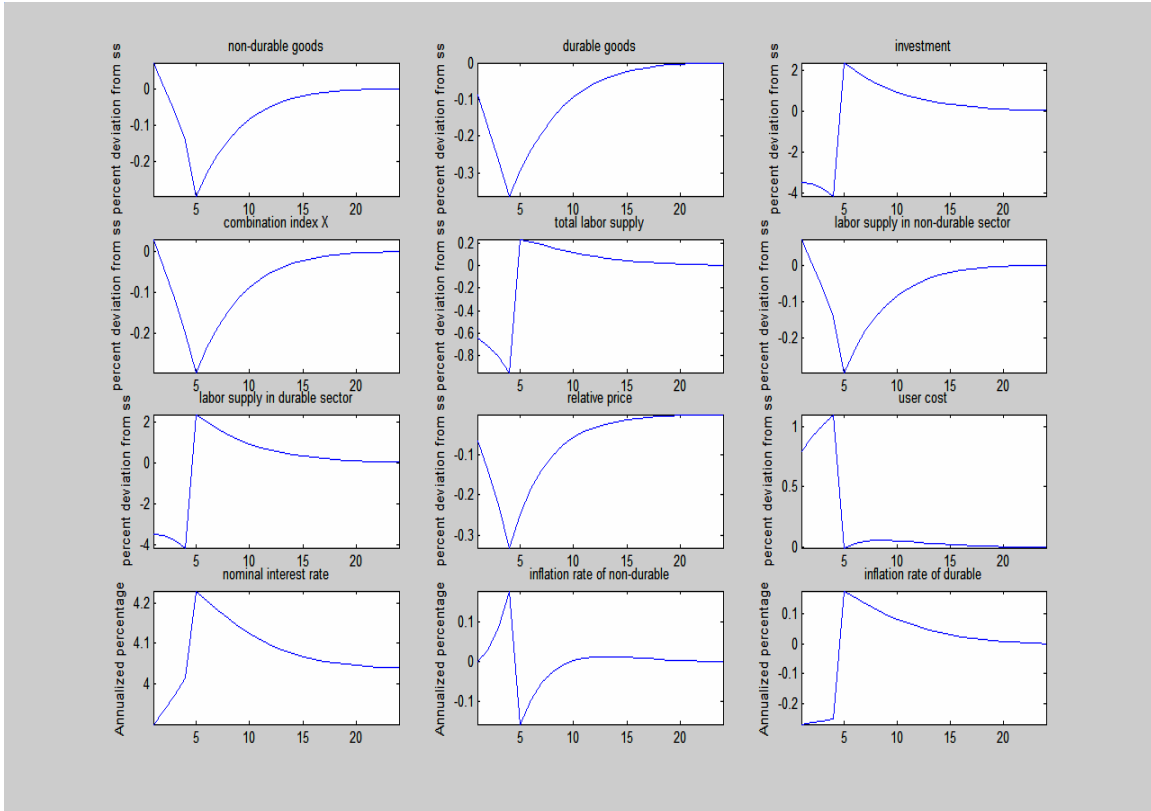 non-durable goods
percent deviation from ss
0
-0.1
-0.2
5 10 15 20
durable goods
percent deviation from ss
0
-0.1
-0.2
-0.3
5 10 15 20
investment
percent deviation from ss
2
0
-2
-4
5 10 15 20
combination index X
percent deviation from ss
0
-0.1
-0.2
5 10 15 20
total labor supply
percent deviation from ss
0.2
0
-0.2
-0.4
-0.6
-0.8
5 10 15 20
labor supply in non-durable sector
percent deviation from ss
0
-0.1
-0.2
5 10 15 20
labor supply in durable sector
percent deviation from ss
2
0
-2
-4
5 10 15 20
relative price
percent deviation from ss
-0.1
-0.2
-0.3
5 10 15 20
user cost
percent deviation from ss
1
0.5
0
5 10 15 20
nominal interest rate
Annualized percentage
4.2
4.1
4
5 10 15 20
inflation rate of non-durable
Annualized percentage
0.1
0
-0.1
5 10 15 20
inflation rate of durable
Annualized percentage
0.1
0
-0.1
-0.2
5 10 15 20